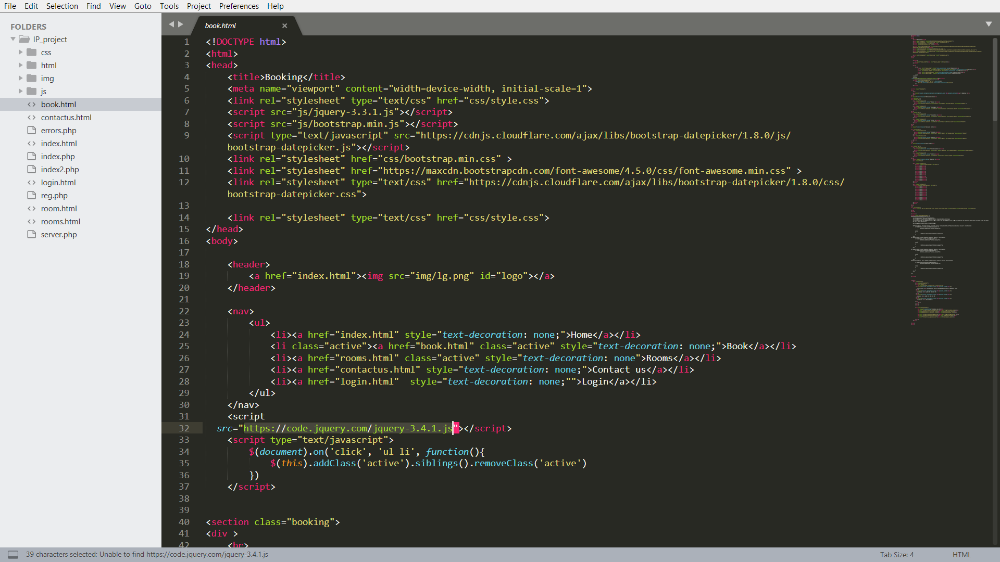 File Edit Selection Find View Goto Tools Project Preferences Help
FOLDERS
IP_project
css
html
img
js
book.html
contactus.html
errors.php
index.html
index.php
index2.php
login.html
reg.php
room.html
rooms.html
server.php
book.html
1 <!DOCTYPE html>
2 <html>
3 <head>
4 <title>Booking</title>
5 <meta name="viewport" content="width=device-width, initial-scale=1">
6 <link rel="stylesheet" type="text/css" href="css/style.css">
7 <script src="js/jquery-3.3.1.js"></script>
8 <script src="js/bootstrap.min.js"></script>
9 <script type="text/javascript" src="https://cdnjs.cloudflare.com/ajax/libs/bootstrap-datepicker/1.8.0/js/
bootstrap-datepicker.js"></script>
10 <link rel="stylesheet" href="css/bootstrap.min.css" >
11 <link rel="stylesheet" href="https://maxcdn.bootstrapcdn.com/font-awesome/4.5.0/css/font-awesome.min.css" >
12 <link rel="stylesheet" type="text/css" href="https://cdnjs.cloudflare.com/ajax/libs/bootstrap-datepicker/1.8.0/css/
bootstrap-datepicker.css">
13
14 <link rel="stylesheet" type="text/css" href="css/style.css">
15 </head>
16 <body>
17
18 <header>
19 <a href="index.html"><img src="img/lg.png" id="logo"></a>
20 </header>
21
22 <nav>
23 <ul>
24 <li><a href="index.html" style="text-decoration: none;">Home</a></li>
25 <li class="active"><a href="book.html" class="active" style="text-decoration: none;">Book</a></li>
26 <li><a href="rooms.html" class="active" style="text-decoration: none">Rooms</a></li>
27 <li><a href="contactus.html" style="text-decoration: none;">Contact us</a></li>
28 <li><a href="login.html"  style="text-decoration: none;"">Login</a></li>
29 </ul>
30 </nav>
31 <script
32 src="https://code.jquery.com/jquery-3.4.1.js"></script>
33 <script type="text/javascript">
34 $(document).on('click', 'ul li', function(){
35 $(this).addClass('active').siblings().removeClass('active')
36 })
37 </script>
38
39
40 <section class="booking">
41 <div >
42 <br>
39 characters selected; Unable to find https://code.jquery.com/jquery-3.4.1.js
Tab Size: 4
HTML